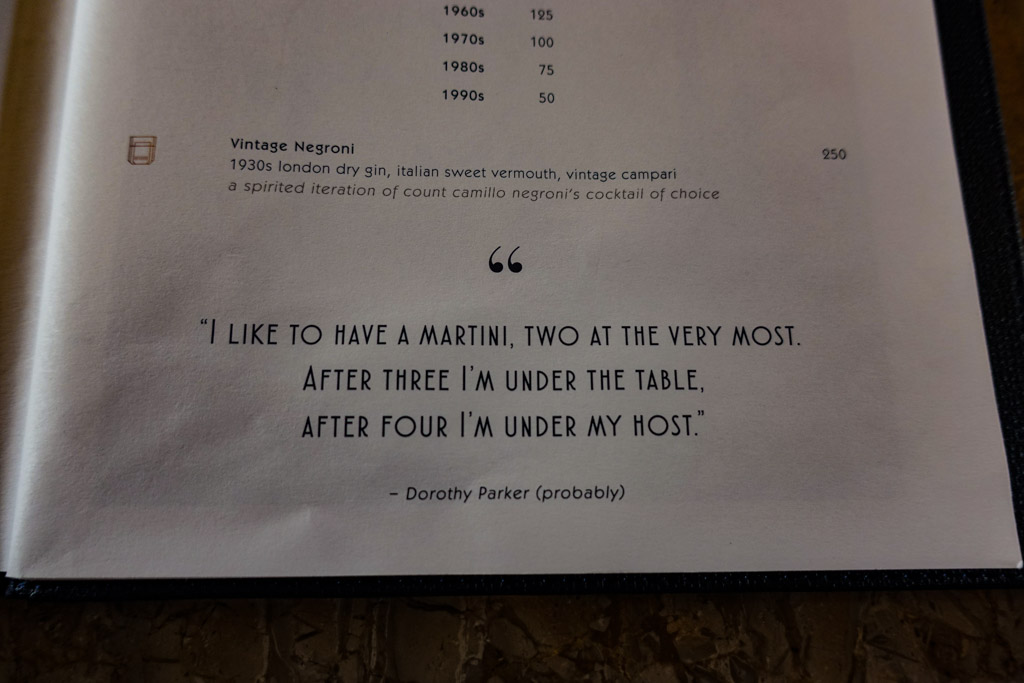 1960s 125
1970s 100
1980s 75
1990s 50
Vintage Negroni 250
1930s london dry gin, italian sweet vermouth, vintage campari
a spirited iteration of count camillo negroni's cocktail of choice
“
“I LIKE TO HAVE A MARTINI, TWO AT THE VERY MOST.
AFTER THREE I'M UNDER THE TABLE,
AFTER FOUR I'M UNDER MY HOST.”
– Dorothy Parker (probably)